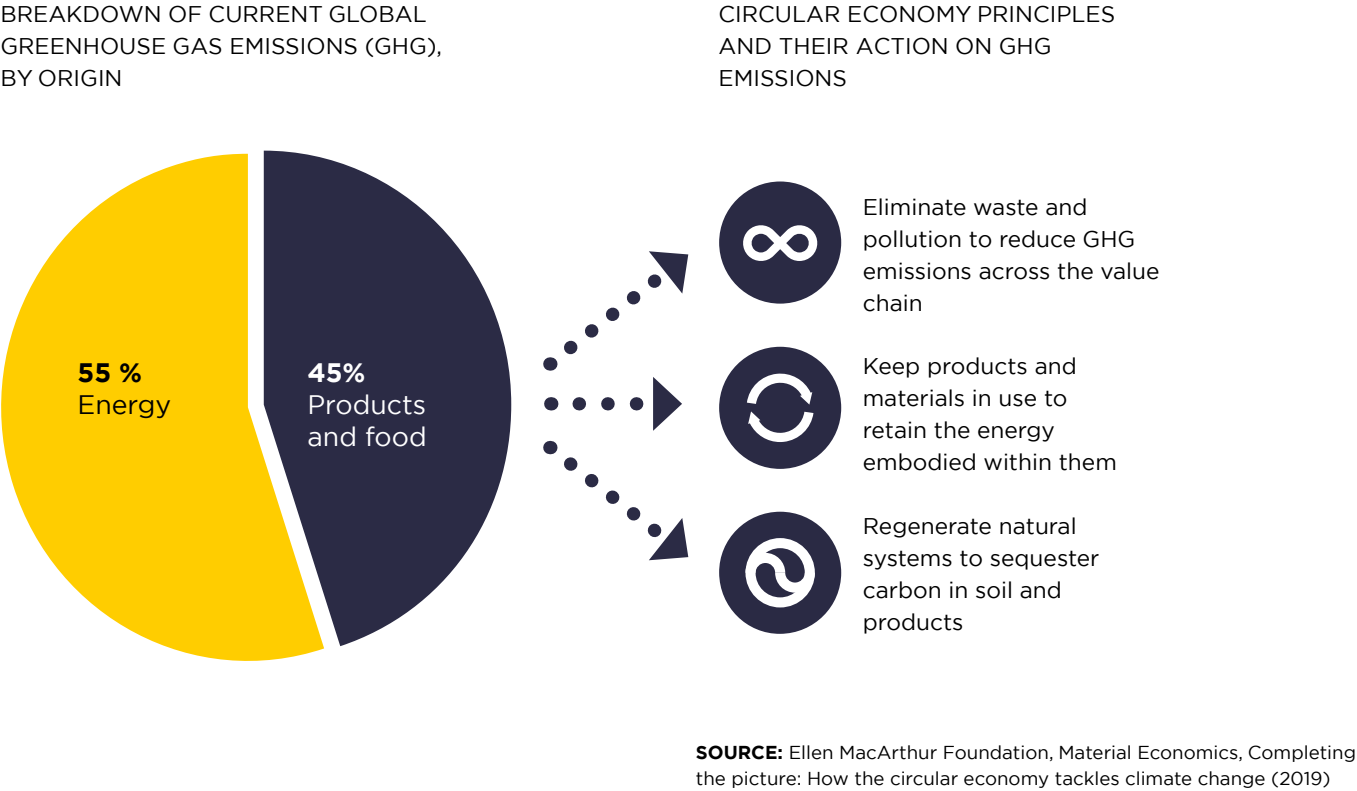 BREAKDOWN OF CURRENT GLOBAL
GREENHOUSE GAS EMISSIONS (GHG),
BY ORIGIN
55 %
Energy
45%
Products
and food
CIRCULAR ECONOMY PRINCIPLES
AND THEIR ACTION ON GHG
EMISSIONS
Eliminate waste and
pollution to reduce GHG
emissions across the value
chain
Keep products and
materials in use to
retain the energy
embodied within them
Regenerate natural
systems to sequester
carbon in soil and
products
SOURCE: Ellen MacArthur Foundation, Material Economics, Completing
the picture: How the circular economy tackles climate change (2019)